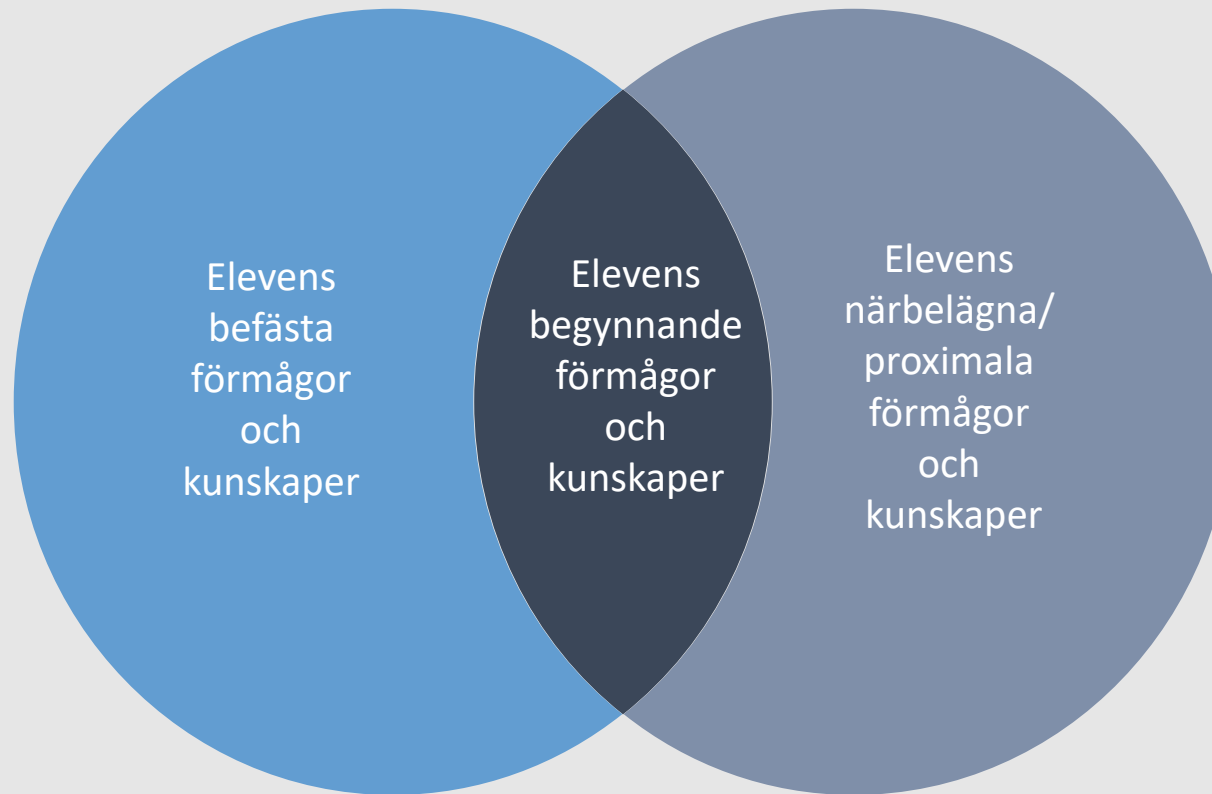 Elevens
befästa
förmågor
och
kunskaper
Elevens
begynnande
förmågor
och
kunskaper
Elevens
närbelägna/
proximala
förmågor
och
kunskaper